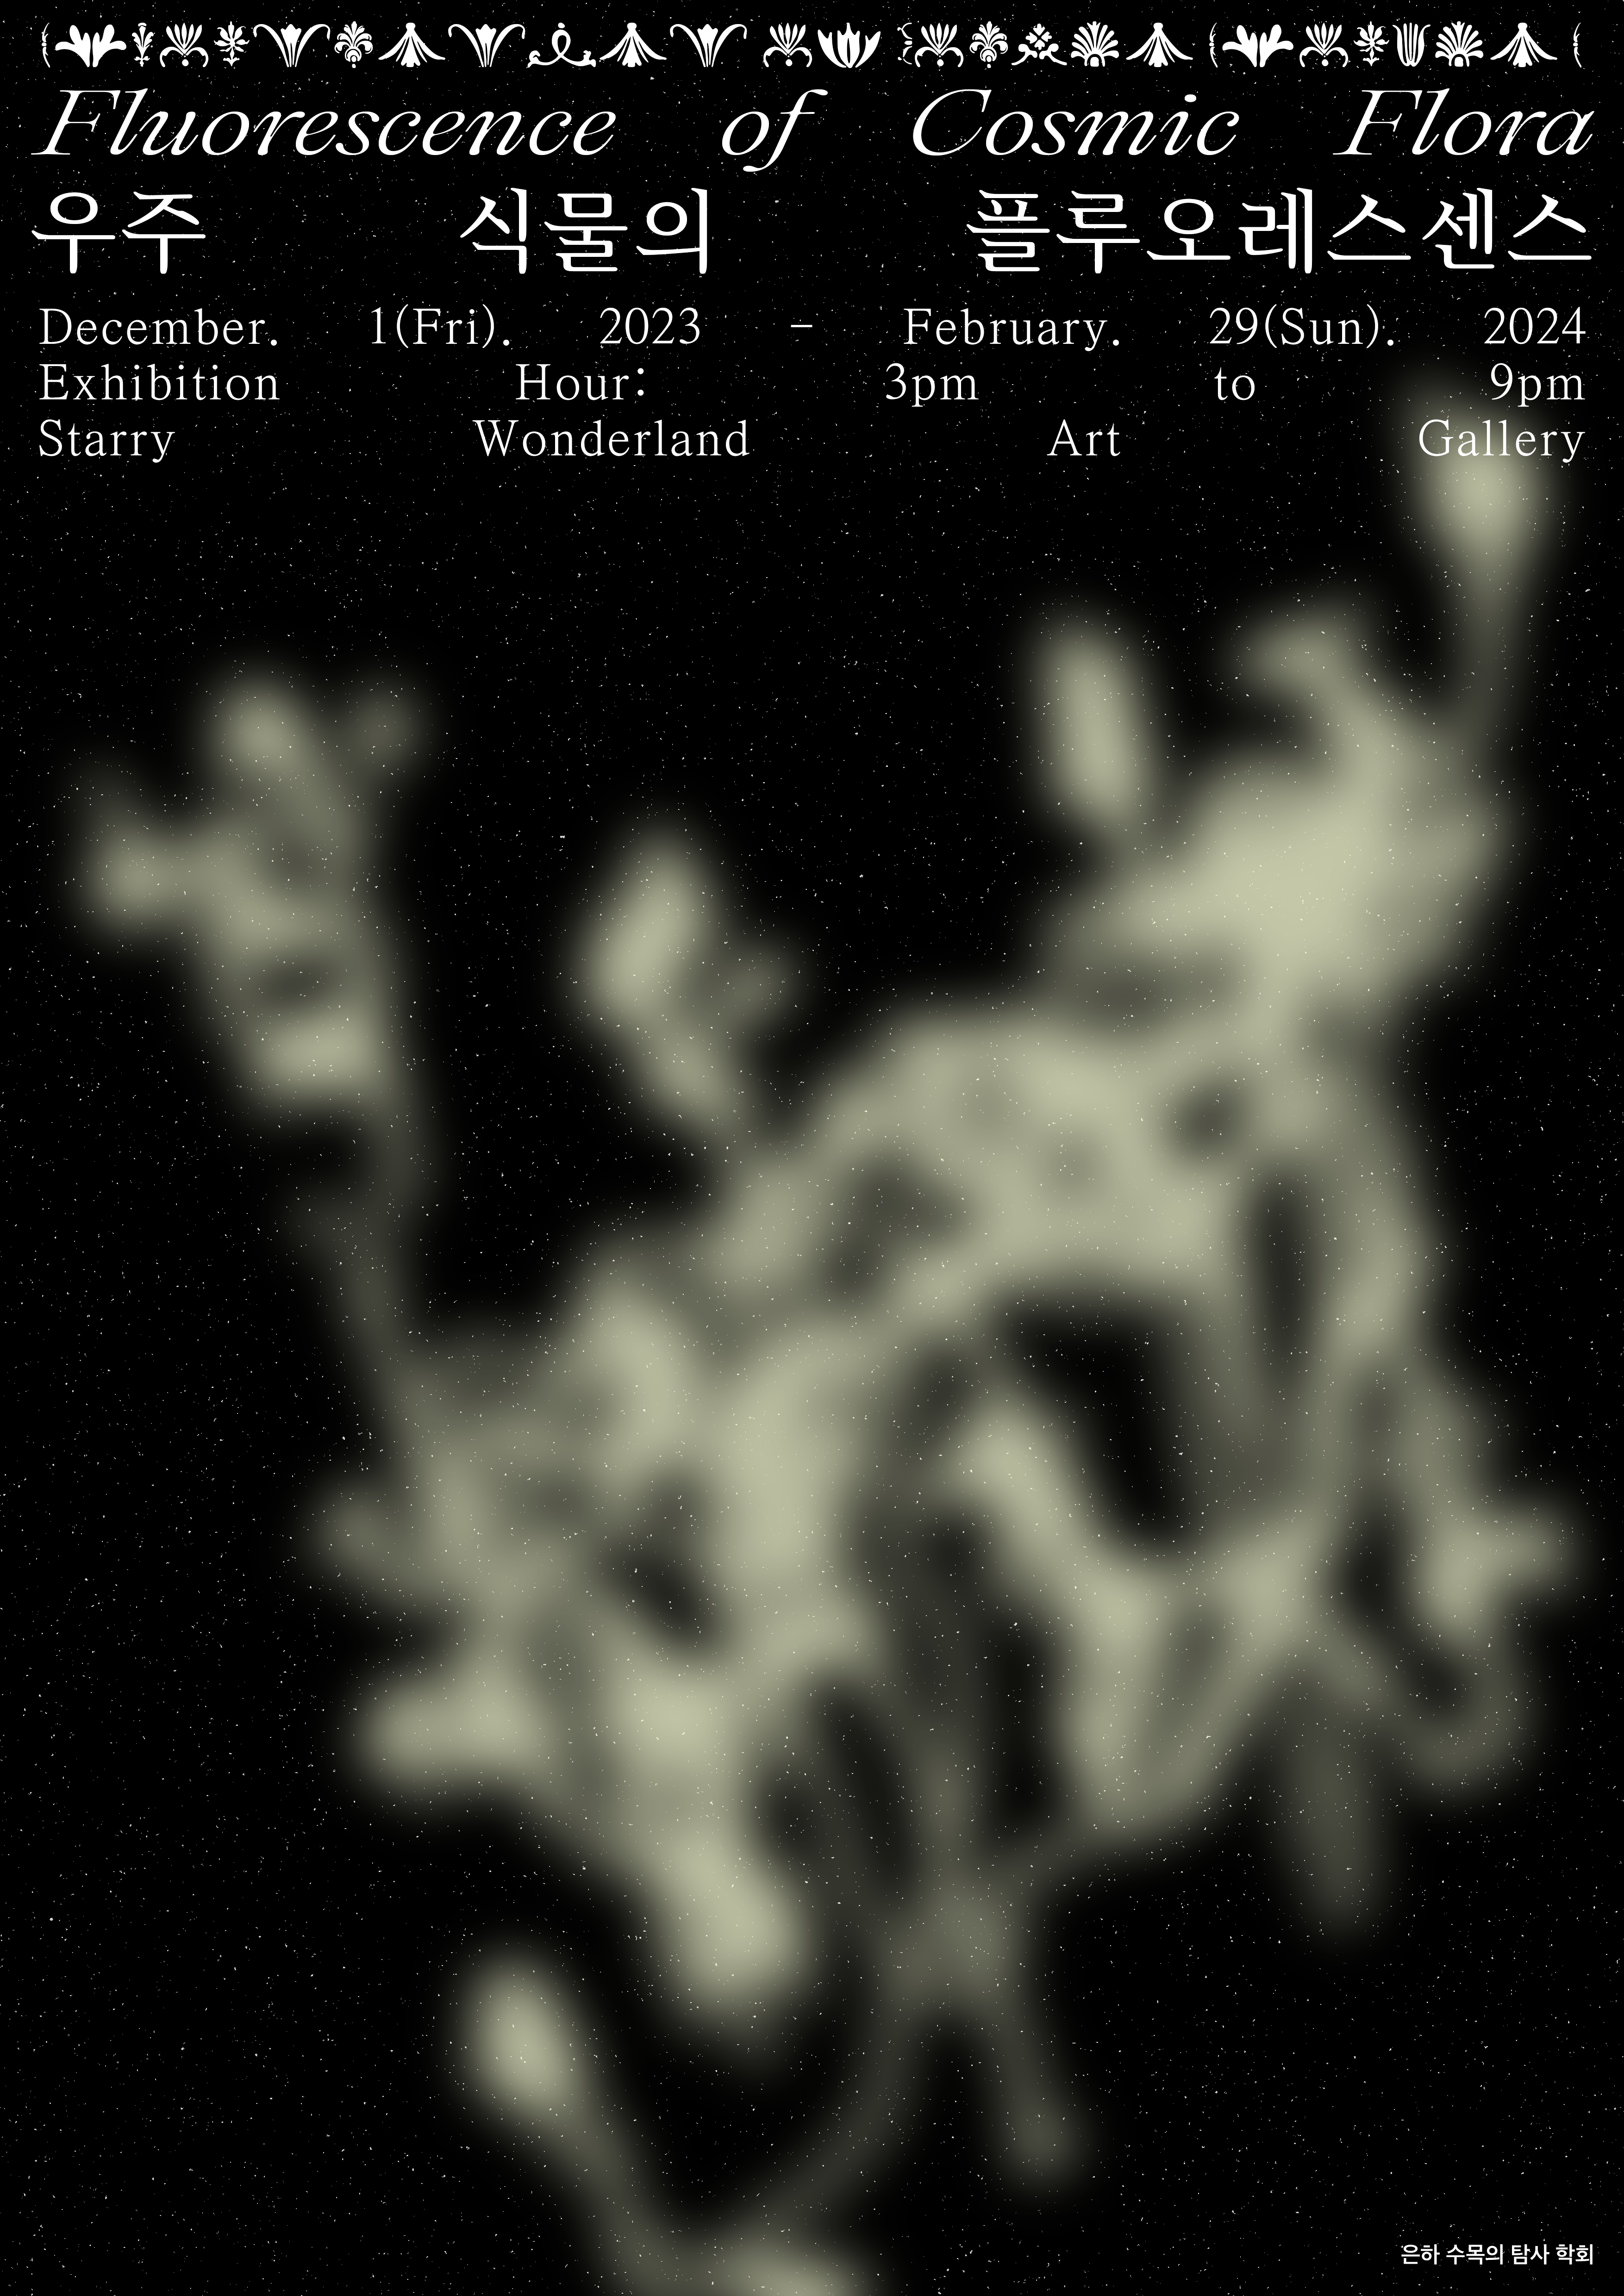 Fluorescence of Cosmic Flora
우주 식물의 플루오레스센스
December. 1(Fri). 2023 – February. 29(Sun). 2024
Exhibition Hour: 3pm to 9pm
Starry Wonderland Art Gallery
은하 수목의 탐사 학회